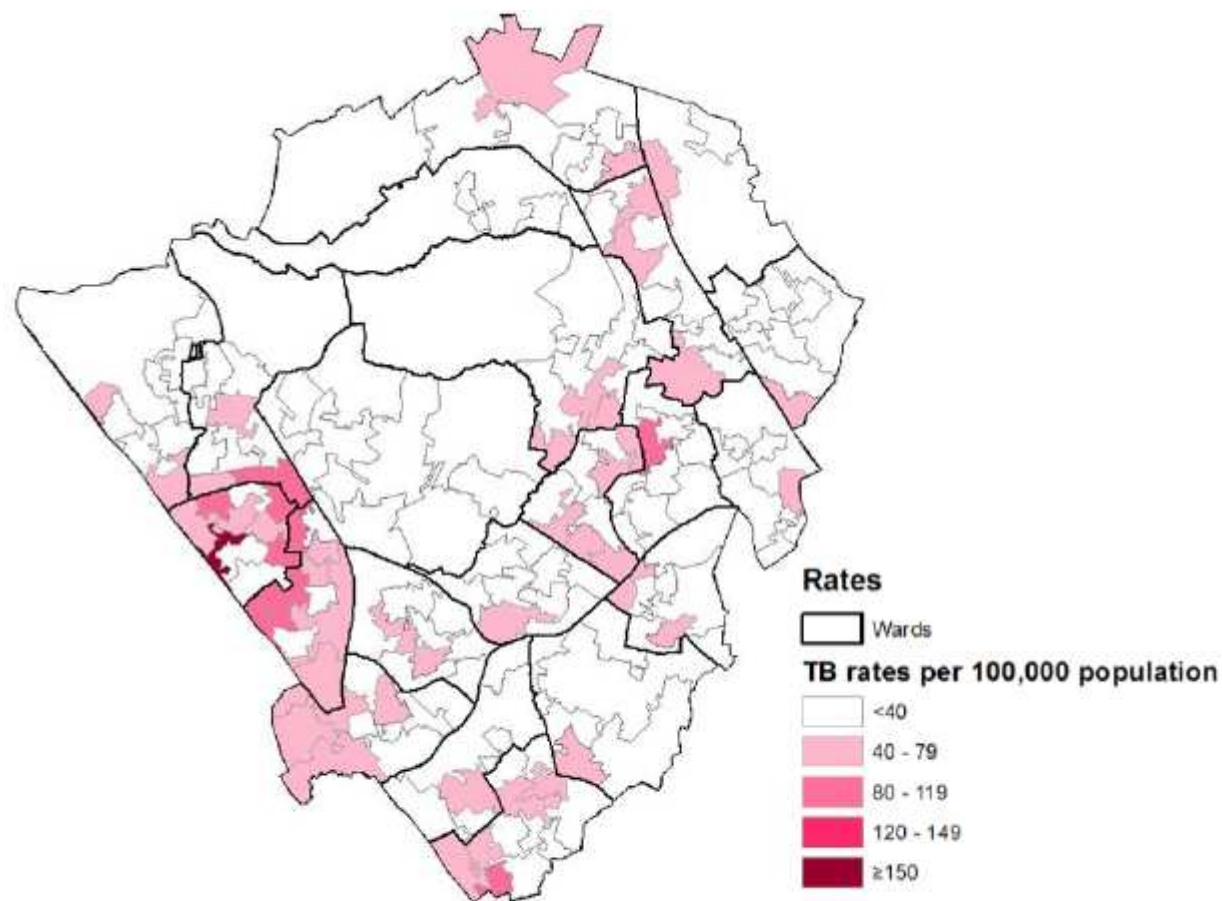 Rates
Wards
TB rates per 100,000 population
<40
40 - 79
80 - 119
120 - 149
≥150